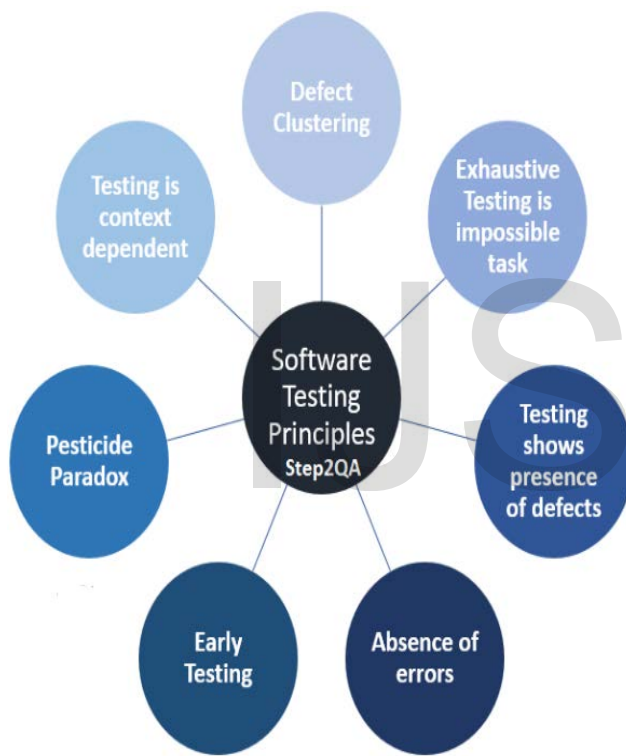 Defect
Clustering
Exhaustive
Testing is
impossible
task
Testing is
context
dependent
Software
Testing
Principles
Step2QA
Testing
shows
presence
of defects
Pesticide
Paradox
Early
Testing
Absence of
errors
IUS